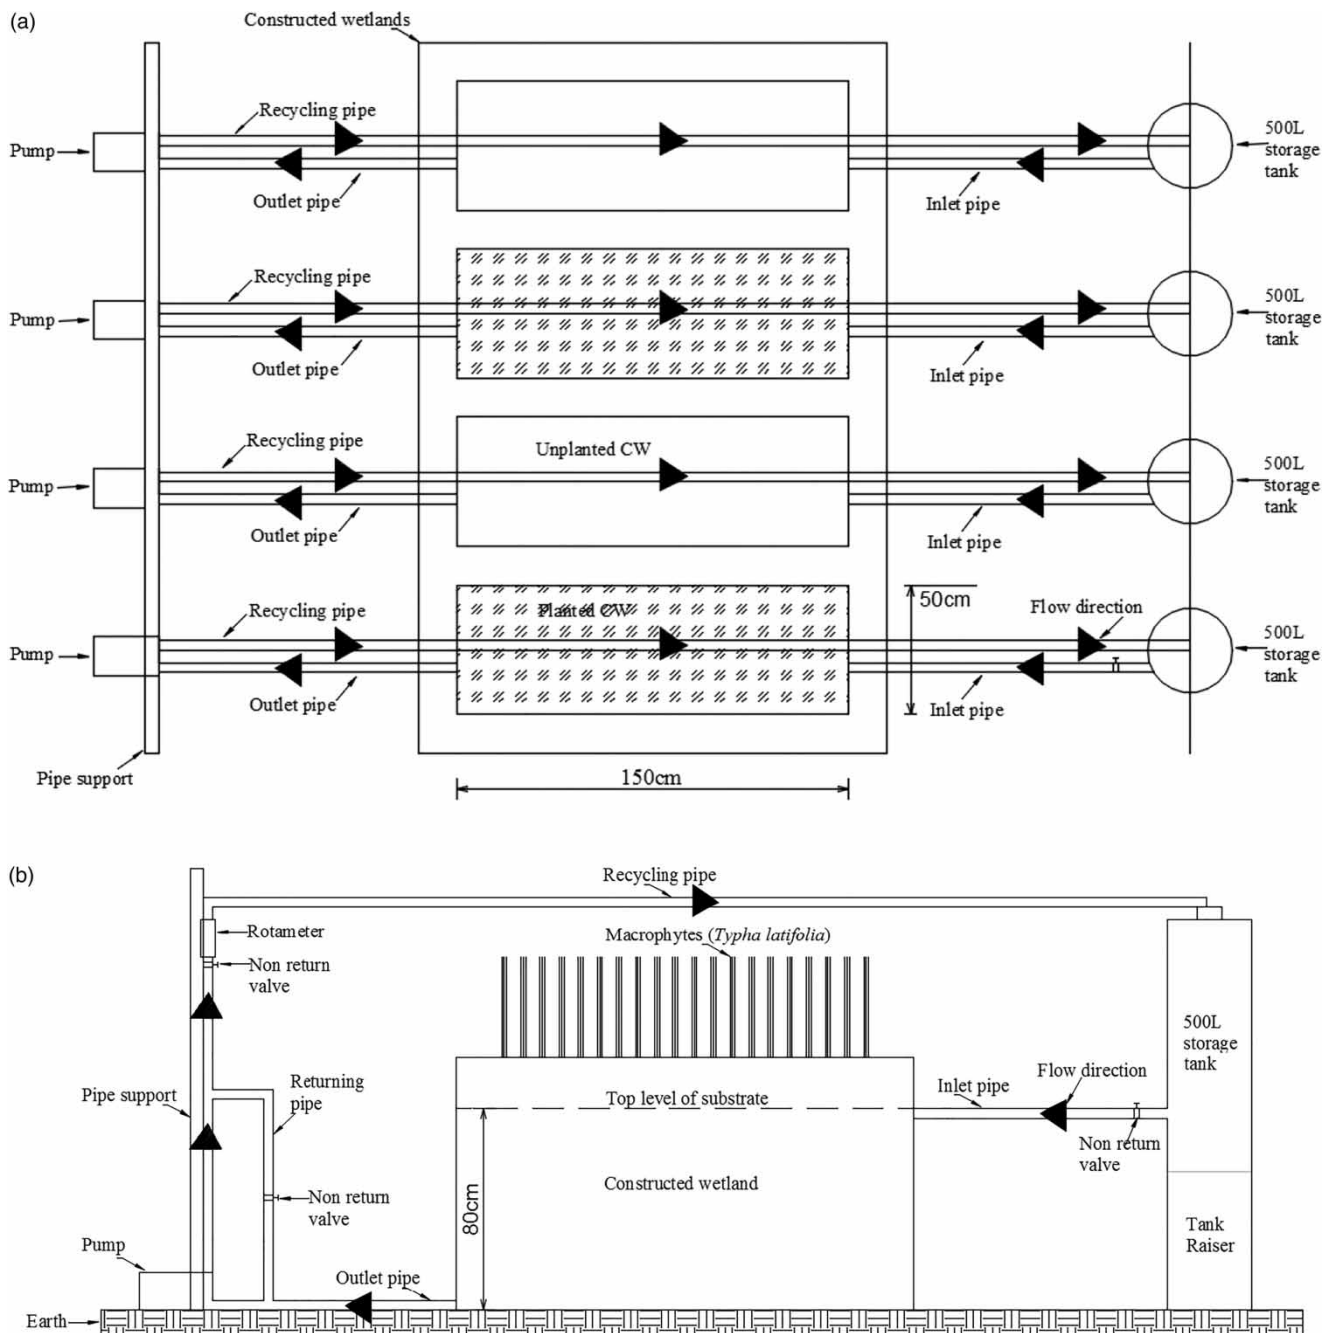 (a)
Constructed wetlands
Recycling pipe
Pump
Outlet pipe
Inlet pipe
500L
storage
tank
Recycling pipe
Pump
Outlet pipe
Inlet pipe
500L
storage
tank
Recycling pipe
Unplanted CW
Pump
Outlet pipe
Inlet pipe
500L
storage
tank
Recycling pipe
Planted CW
50cm
Flow direction
Pump
Outlet pipe
Inlet pipe
500L
storage
tank
Pipe support
150cm
(b)
Recycling pipe
Rotameter
Macrophytes (Typha latifolia)
Non return
valve
500L
storage
tank
Pipe support
Returning
pipe
Top level of substrate
Inlet pipe
Flow direction
Non return
valve
Non return
valve
Constructed wetland
80cm
Tank
Raiser
Pump
Outlet pipe
Earth